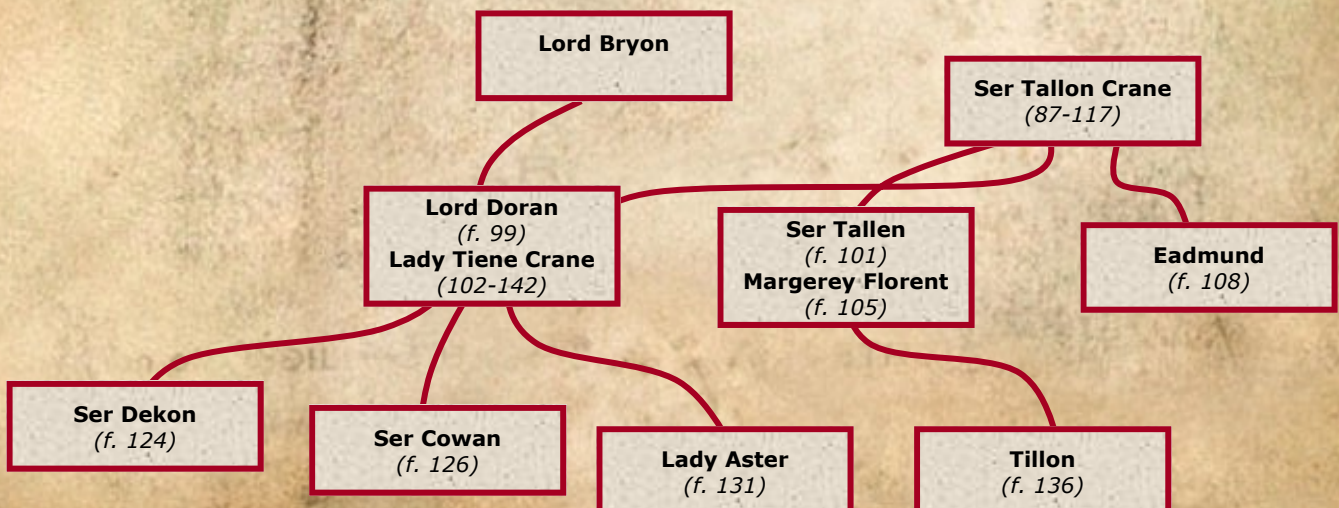 Lord Bryon
Ser Tallon Crane
(87-117)
Lord Doran
(f. 99)
Lady Tiene Crane
(102-142)
Ser Tallen
(f. 101)
Margerey Florent
(f. 105)
Eadmund
(f. 108)
Ser Dekon
(f. 124)
Ser Cowan
(f. 126)
Lady Aster
(f. 131)
Tillon
(f. 136)